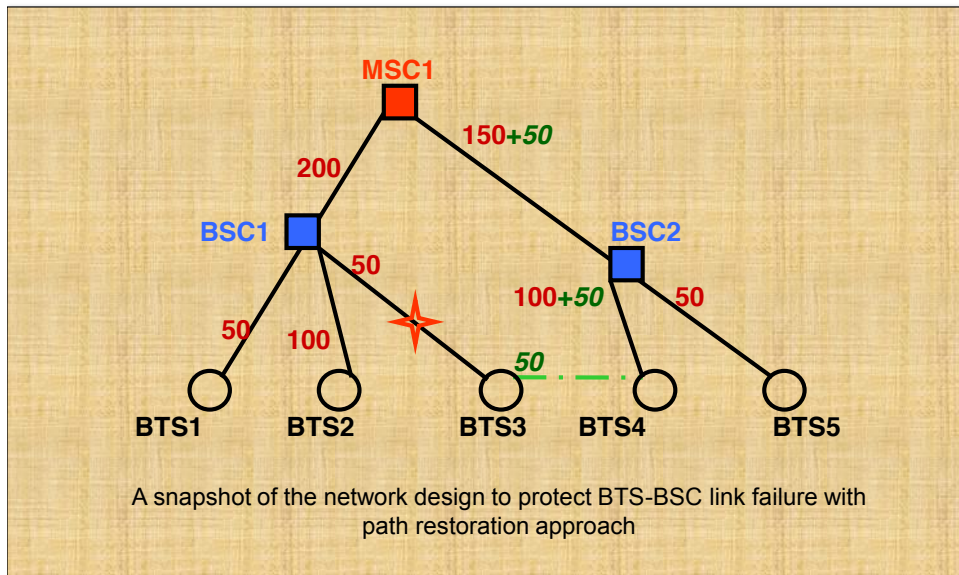 MSC1
150+50
200
BSC1
BSC2
50
100+50
50
50
100
50
BTS1
BTS2
BTS3
BTS4
BTS5
A snapshot of the network design to protect BTS-BSC link failure with
path restoration approach